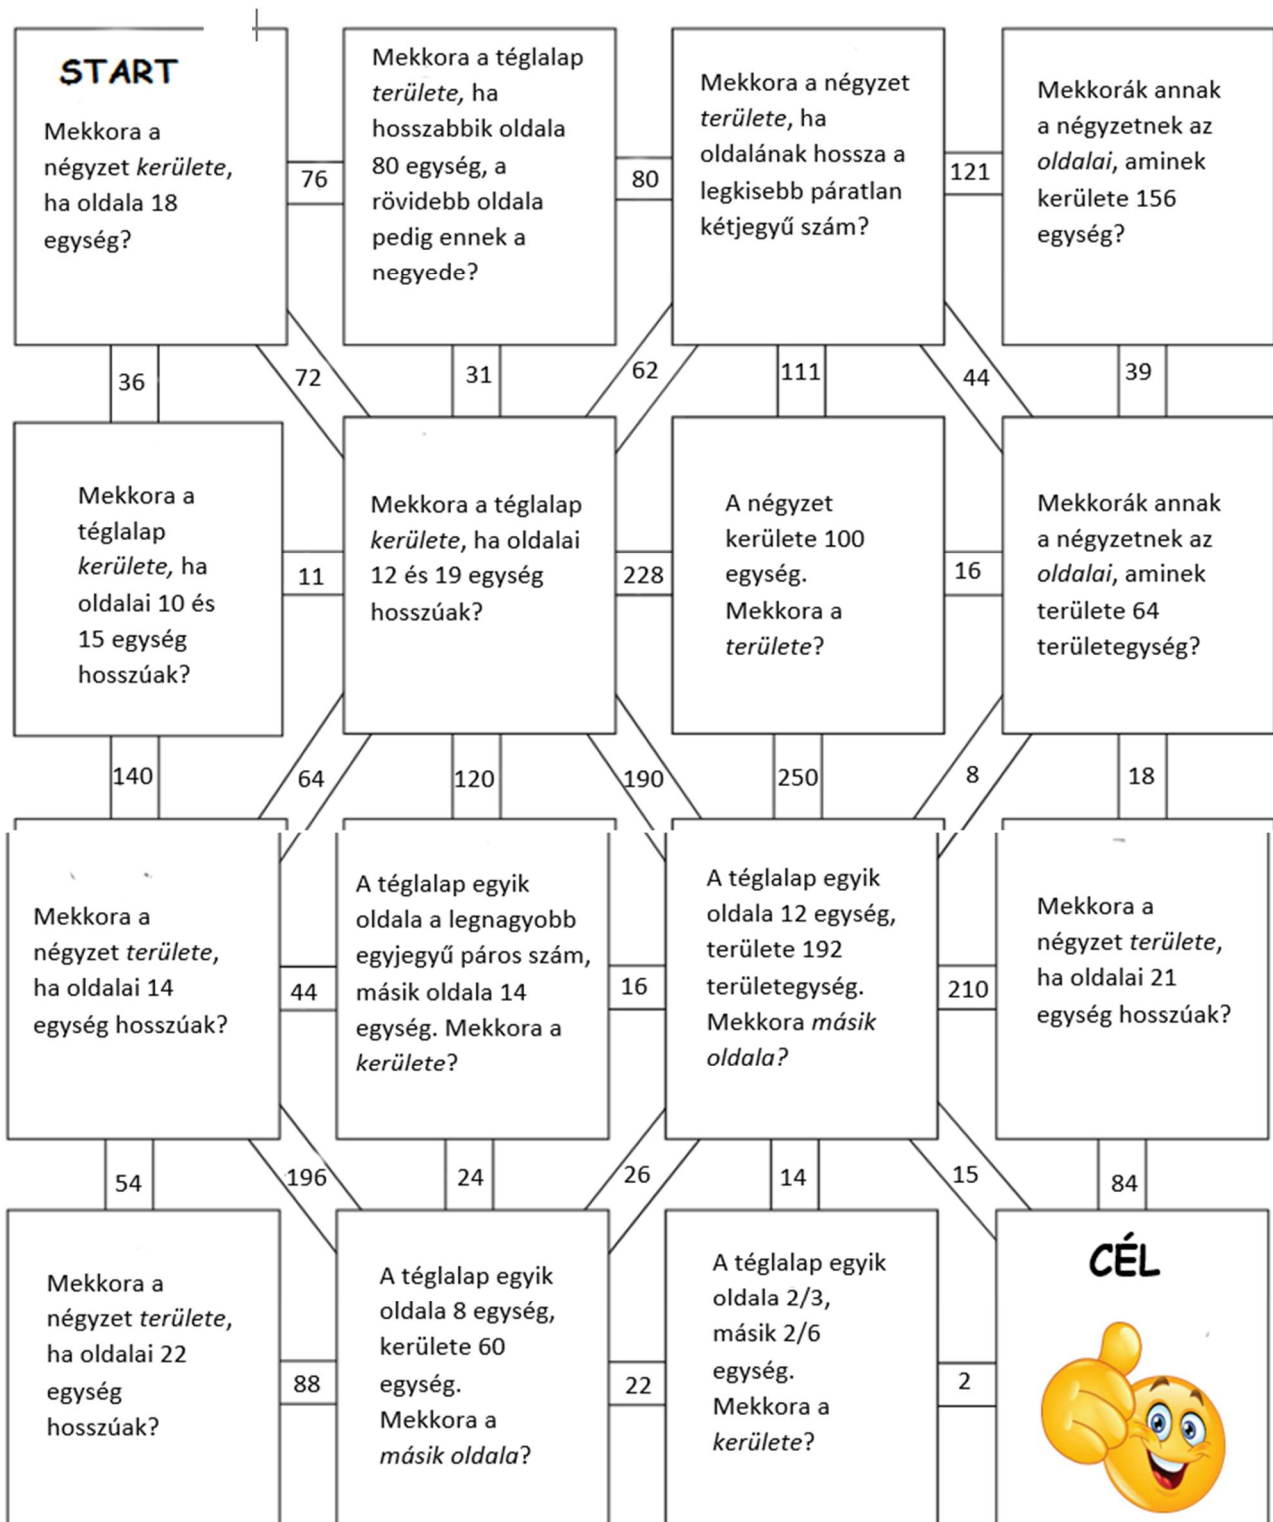 START
Mekkora a
négyzet kerülete,
ha oldala 18
egység?
76
Mekkora a téglalap
területe, ha
hosszabbik oldala
80 egység, a
rövidebb oldala
pedig ennek a
negyede?
80
Mekkora a négyzet
területe, ha
oldalának hossza a
legkisebb páratlan
kétjegyű szám?
121
Mekkorák annak
a négyzetnek az
oldalai, aminek
kerülete 156
egység?
36
72
31
62
111
44
39
Mekkora a
téglalap
kerülete, ha
oldalai 10 és
15 egység
hosszúak?
11
Mekkora a téglalap
kerülete, ha oldalai
12 és 19 egység
hosszúak?
228
A négyzet
kerülete 100
egység.
Mekkora a
területe?
16
Mekkorák annak
a négyzetnek az
oldalai, aminek
területe 64
területegység?
140
64
120
190
250
8
18
Mekkora a
négyzet területe,
ha oldalai 14
egység hosszúak?
44
A téglalap egyik
oldala a legnagyobb
egyjegyű páros szám,
másik oldala 14
egység. Mekkora a
kerülete?
16
A téglalap egyik
oldala 12 egység,
területe 192
területegység.
Mekkora másik
oldala?
210
Mekkora a
négyzet területe,
ha oldalai 21
egység hosszúak?
54
196
24
26
14
15
84
Mekkora a
négyzet területe,
ha oldalai 22
egység
hosszúak?
88
A téglalap egyik
oldala 8 egység,
kerülete 60
egység.
Mekkora a
másik oldala?
22
A téglalap egyik
oldala 2/3,
másik 2/6
egység.
Mekkora a
kerülete?
2
CÉL